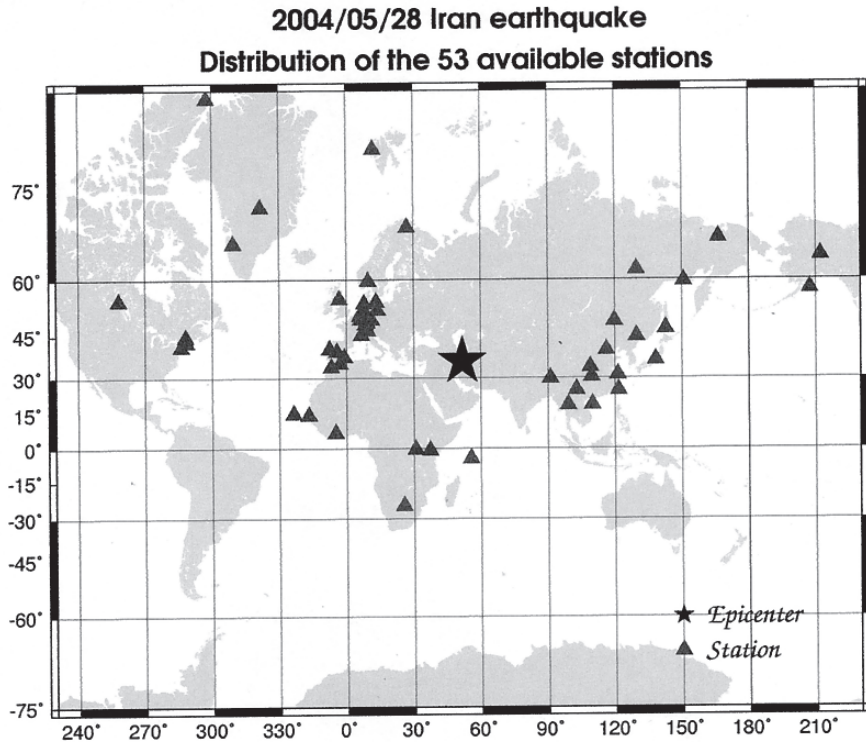 2004/05/28 Iran earthquake
Distribution of the 53 available stations
75°
60°
45°
30°
15°
0°
-15°
-30°
-45°
-60°
-75°
Epicenter
Station
240° 270° 300° 330° 0° 30° 60° 90° 120° 150° 180° 210°